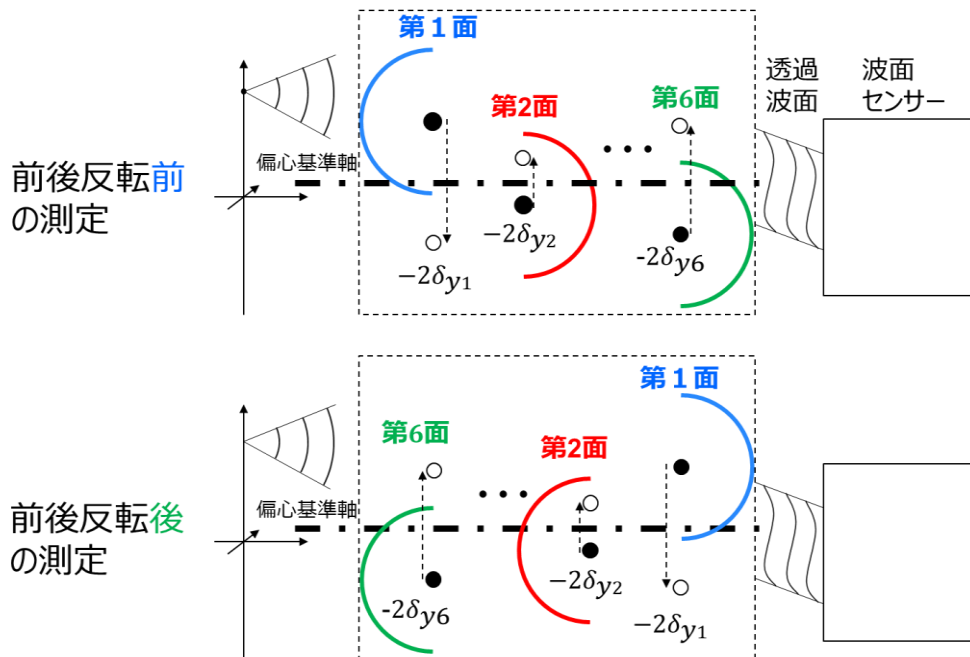 第１面
透過 波面
波面 センサー
第2面
第6面
偏心基準軸
前後反転前
の測定
−2δy1
−2δy2
-2δy6
第１面
第6面
第2面
偏心基準軸
前後反転後
の測定
-2δy6
−2δy2
−2δy1